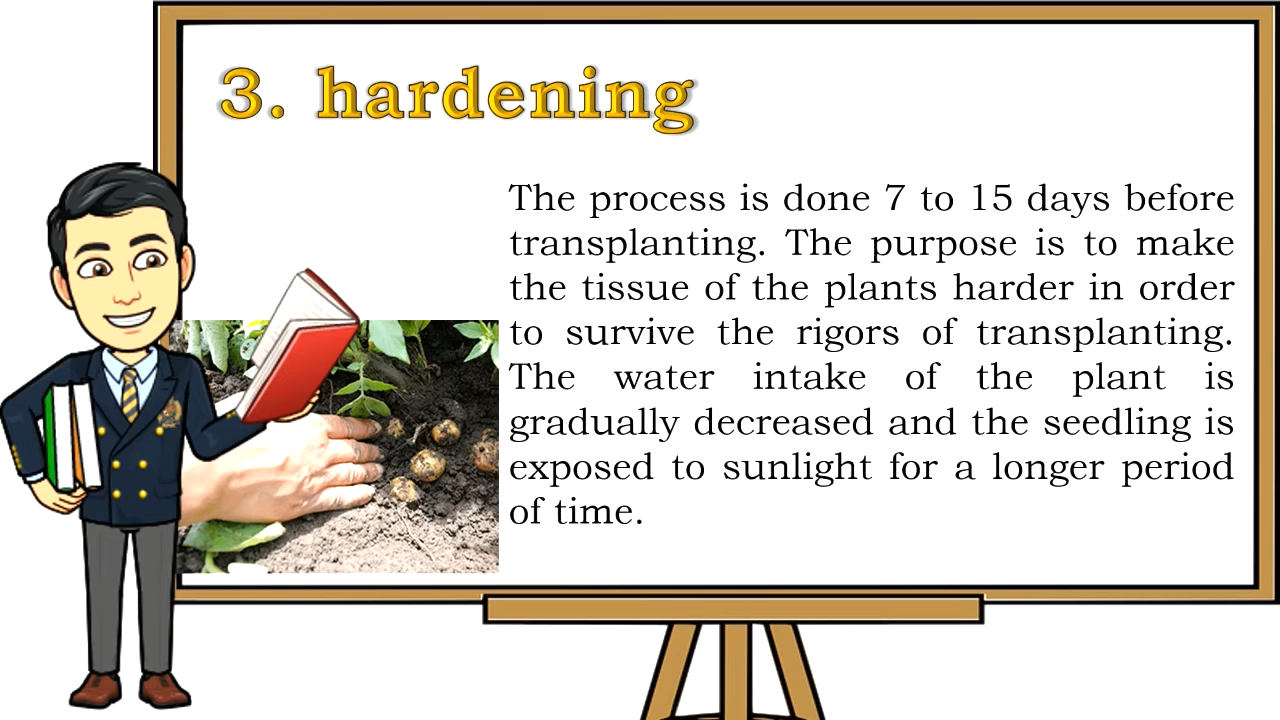 3. hardening
The process is done 7 to 15 days before
transplanting. The purpose is to make
the tissue of the plants harder in order
to survive the rigors of transplanting.
The water intake of the plant is
gradually decreased and the seedling is
exposed to sunlight for a longer period
of time.